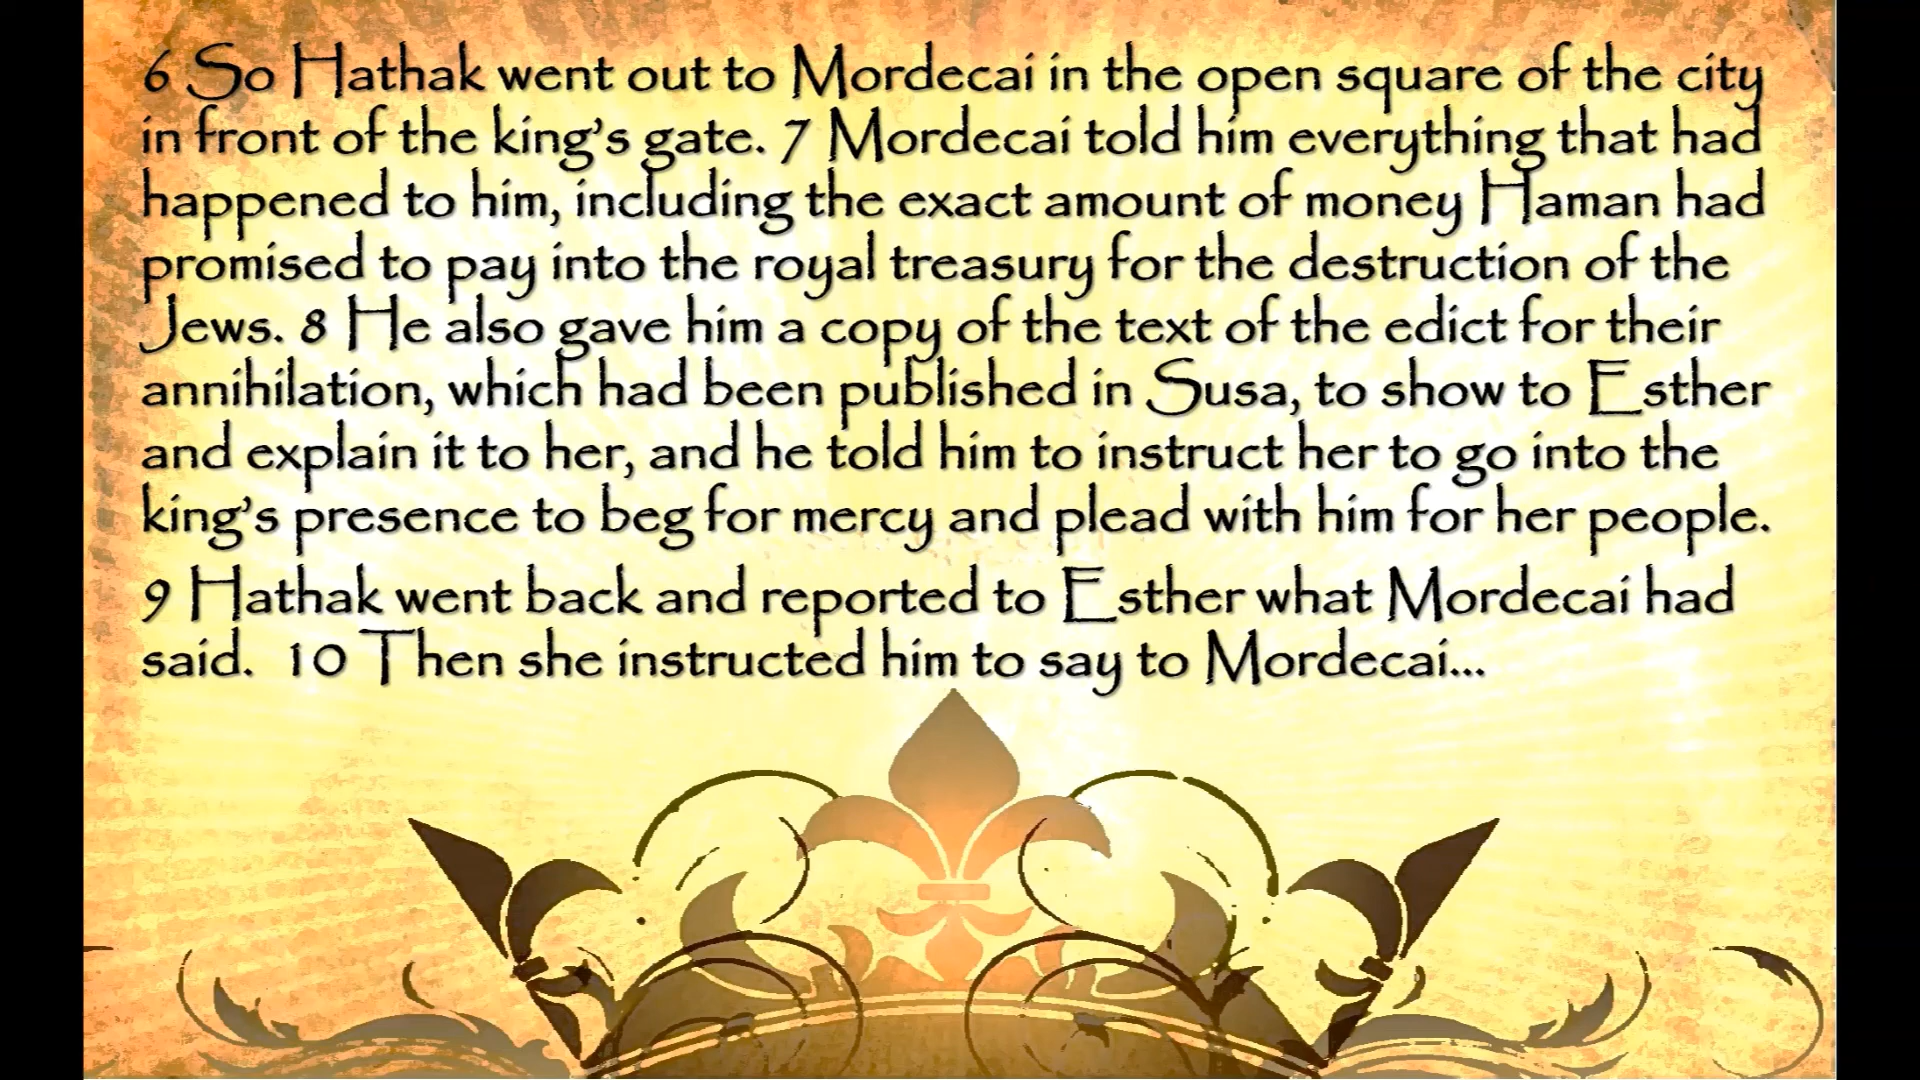 6 So Hathak went out to Mordecai in the open square of the city
in front of the king’s gate. 7 Mordecai told him everything that had
happened to him, including the exact amount of money Haman had
promised to pay into the royal treasury for the destruction of the
Jews. 8 He also gave him a copy of the text of the edict for their
annihilation, which had been published in Susa, to show to Esther
and explain it to her, and he told him to instruct her to go into the
king’s presence to beg for mercy and plead with him for her people.
9 Hathak went back and reported to Esther what Mordecai had
said.  10 Then she instructed him to say to Mordecai...